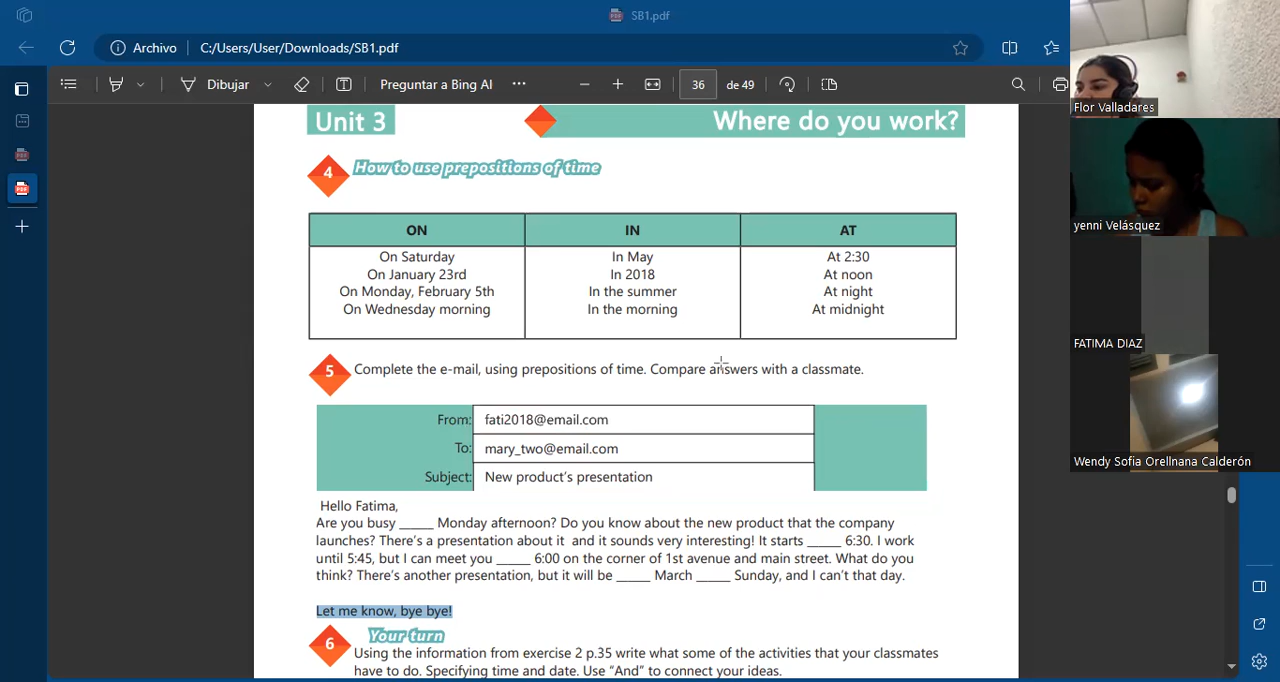 SB1.pdf
Archivo C:/Users/User/Downloads/SB1.pdf
Dibujar Preguntar a Bing AI 36 de 49
Unit 3 Where do you work?
4 How to use prepositions of time
ON IN AT
On Saturday In May At 2:30
On January 23rd In 2018 At noon
On Monday, February 5th In the summer At night
On Wednesday morning In the morning At midnight
5 Complete the e-mail, using prepositions of time. Compare answers with a classmate.
From: fati2018@email.com
To: mary_two@email.com
Subject: New product's presentation
Hello Fatima,
Are you busy _____ Monday afternoon? Do you know about the new product that the company
launches? There's a presentation about it and it sounds very interesting! It starts _____ 6:30. I work
until 5:45, but I can meet you _____ 6:00 on the corner of 1st avenue and main street. What do you
think? There's another presentation, but it will be _____ March _____ Sunday, and I can't that day.
Let me know, bye bye!
6 Your turn
Using the information from exercise 2 p.35 write what some of the activities that your classmates
have to do. Specifying time and date. Use "And" to connect your ideas.
Flor Valladares
yenni Velásquez
FATIMA DIAZ
Wendy Sofia Orellnana Calderón